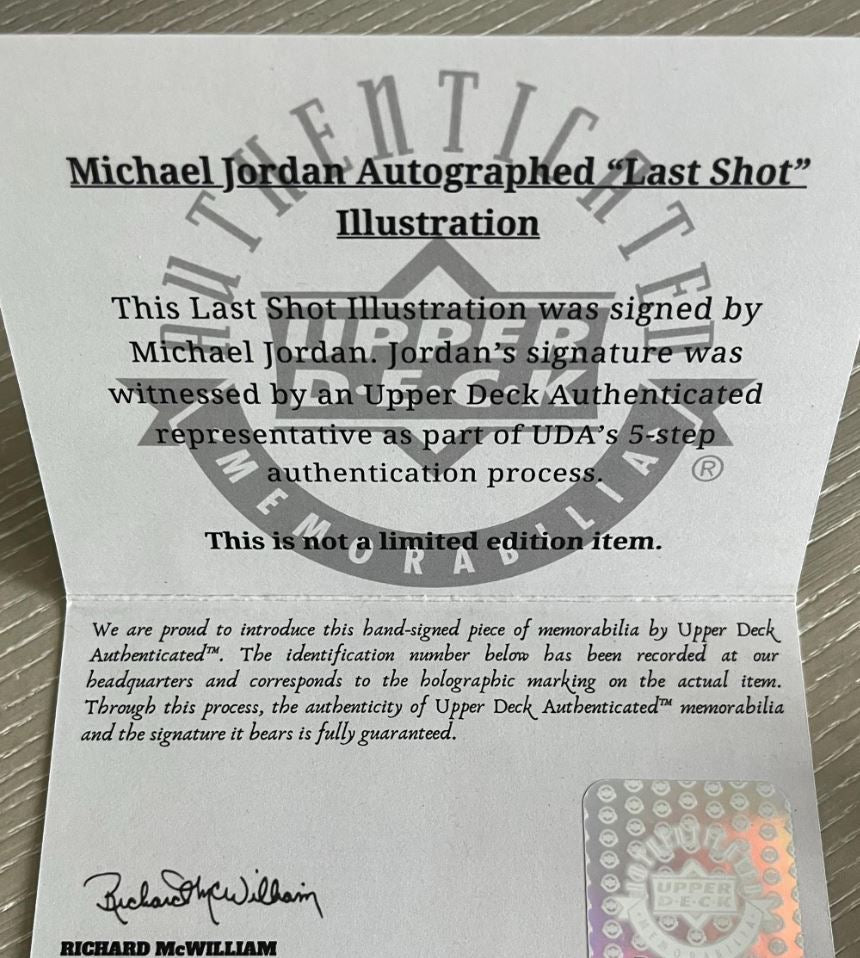 AUTHENTICATED
Michael Jordan Autographed “Last Shot”
Illustration
This Last Shot Illustration was signed by
Michael Jordan. Jordan’s signature was
witnessed by an Upper Deck Authenticated
representative as part of UDA’s 5-step
authentication process.
UPPER
D·E·C·K
MEMORABILIA ®
This is not a limited edition item.
We are proud to introduce this hand-signed piece of memorabilia by Upper Deck
Authenticated™. The identification number below has been recorded at our
headquarters and corresponds to the holographic marking on the actual item.
Through this process, the authenticity of Upper Deck Authenticated™ memorabilia
and the signature it bears is fully guaranteed.
Richard McWilliam
RICHARD McWILLIAM
AUTHENTICATED
UPPER
D·E·C·K
MEMORABILIA